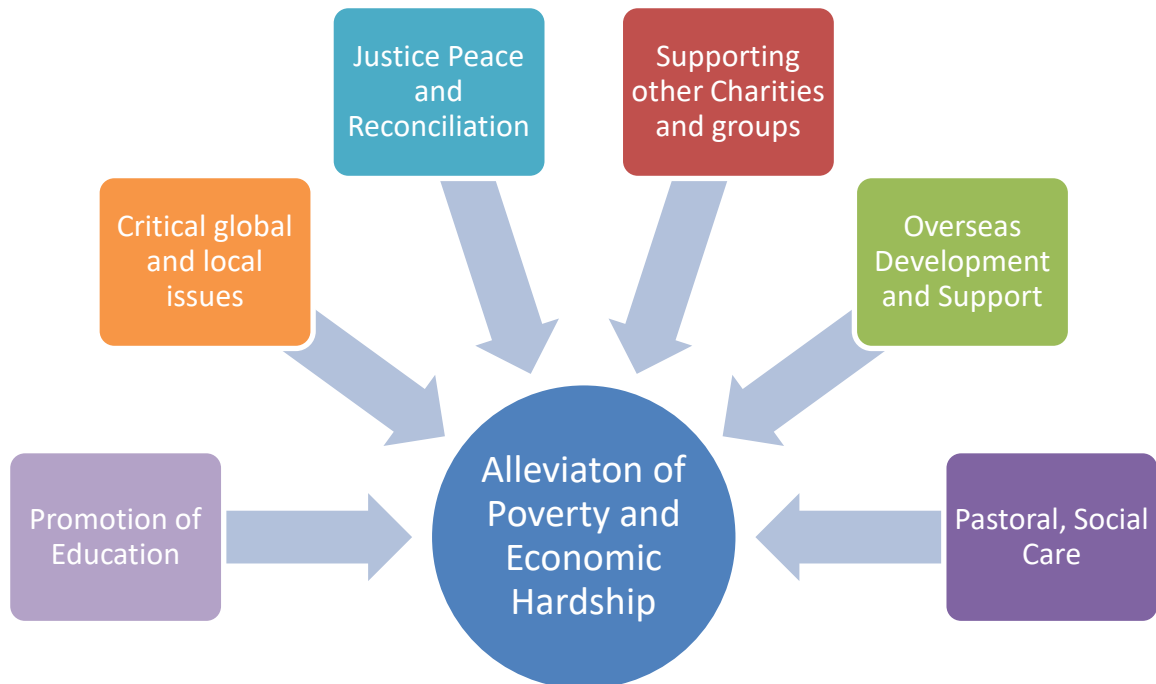 Justice Peace
and
Reconciliation
Supporting
other Charities
and groups
Critical global
and local
issues
Overseas
Development
and Support
Promotion of
Education
Alleviaton of
Poverty and
Economic
Hardship
Pastoral, Social
Care